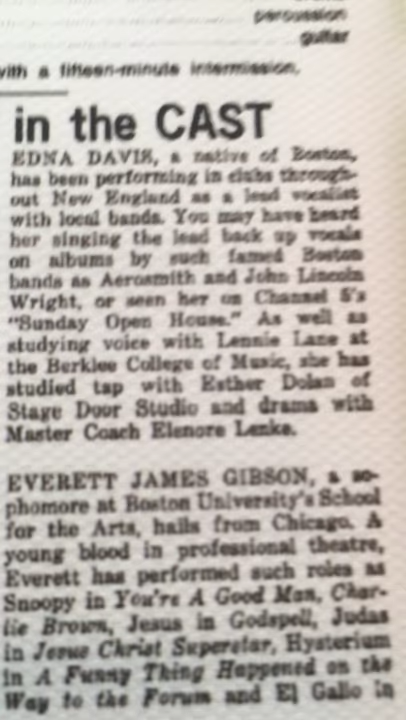 percussion
guitar
with a fifteen-minute intermission.
in the CAST
EDNA DAVIS, a native of Boston,
has been performing in clubs through-
out New England as a lead vocalist
with local bands. You may have heard
her singing the lead back up vocals
on albums by such famed Boston
bands as Aerosmith and John Lincoln
Wright, or seen her on Channel 5's
"Sunday Open House." As well as
studying voice with Lennie Lane at
the Berklee College of Music, she has
studied tap with Esther Dolan of
Stage Door Studio and drama with
Master Coach Elenore Lenke.
EVERETT JAMES GIBSON, a so-
phomore at Boston University's School
for the Arts, hails from Chicago. A
young blood in professional theatre,
Everett has performed such roles as
Snoopy in You're A Good Man, Char-
lie Brown, Jesus in Godspell, Judas
in Jesus Christ Superstar, Hysterium
in A Funny Thing Happened on the
Way to the Forum and El Gallo in